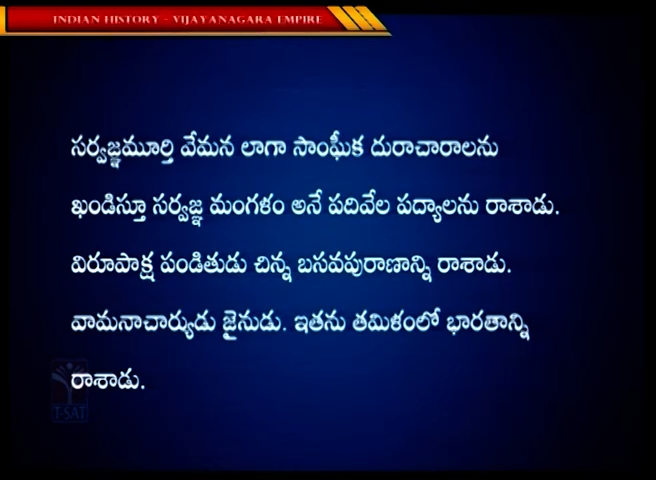 INDIAN HISTORY - VIJAYANAGARA EMPIRE
సర్వజ్ఞమూర్తి వేమన లాగా సాంఘీక దురాచారాలను
ఖండిస్తూ సర్వజ్ఞ మంగళం అనే పదివేల పద్యాలను రాశాడు.
విరూపాక్ష పండితుడు చిన్న బసవపురాణాన్ని రాశాడు.
వామనాచార్యుడు జైనుడు. ఇతను తమిళంలో భారతాన్ని
రాశాడు.
T-SAT